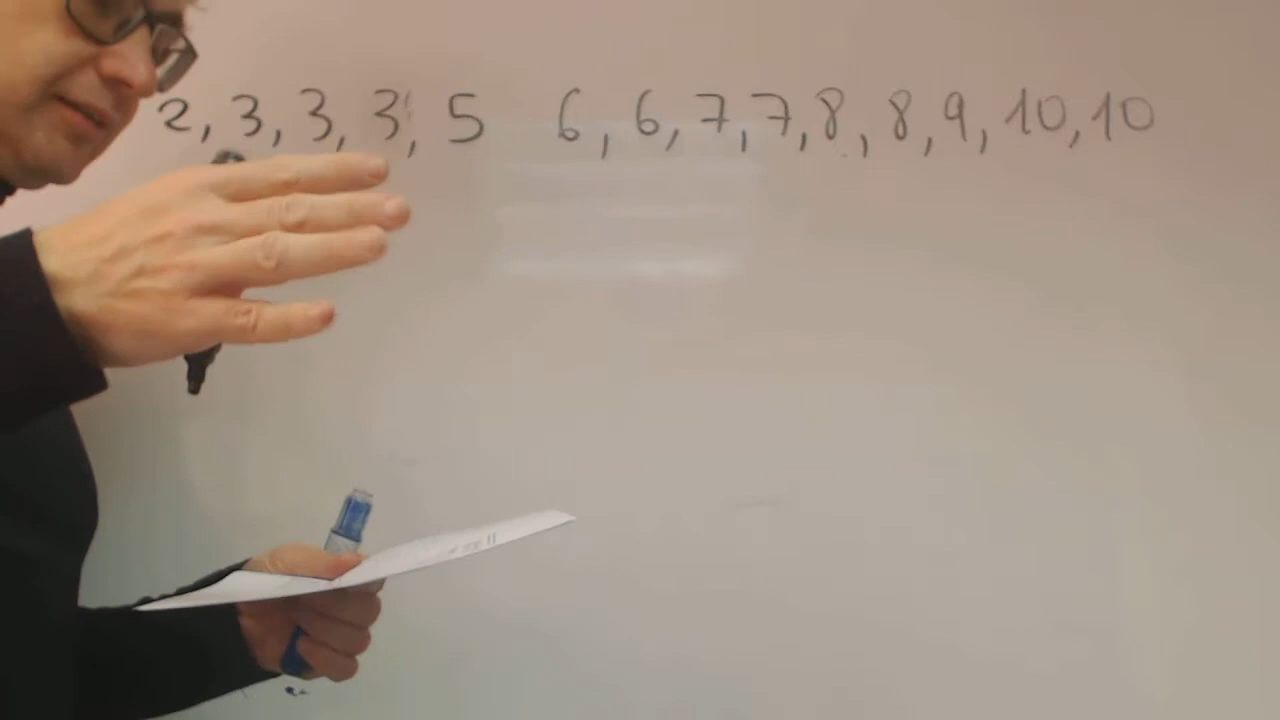 2, 3, 3, 3, 5 6, 6, 7, 7, 8, 8, 9, 10, 10